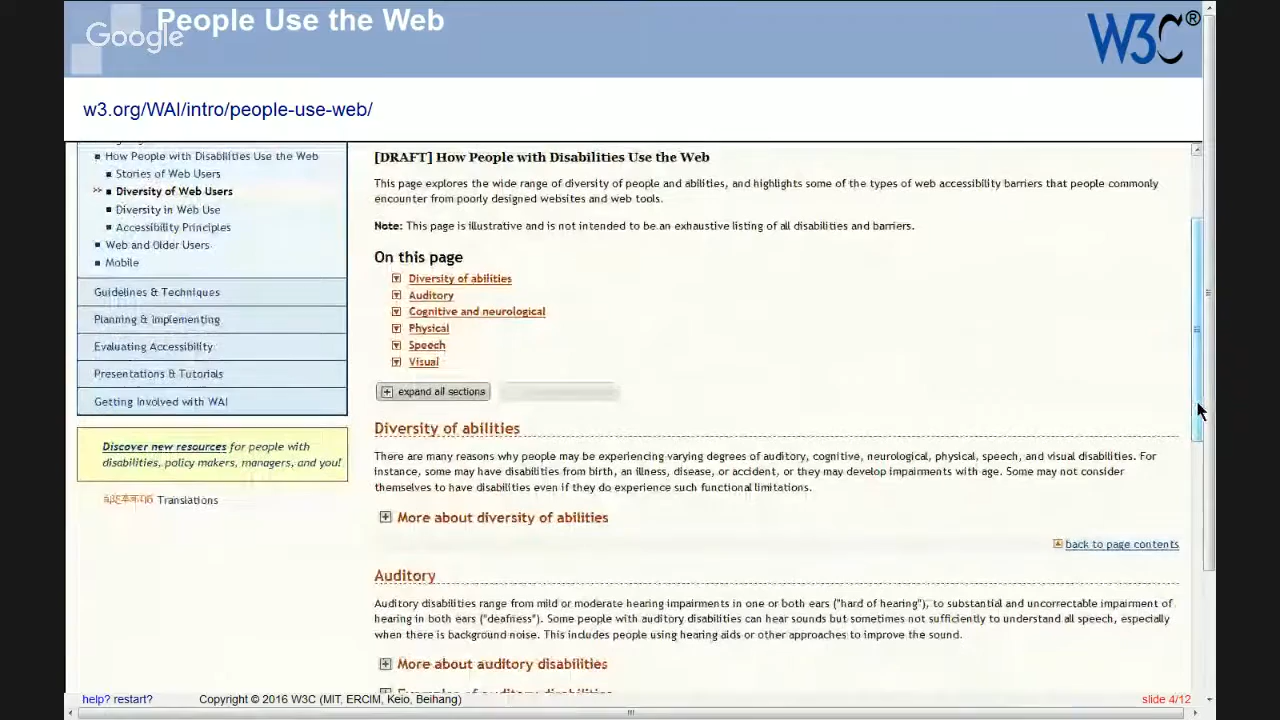 People Use the Web
Google
W3C®
w3.org/WAI/intro/people-use-web/
How People with Disabilities Use the Web
Stories of Web Users
>> Diversity of Web Users
Diversity in Web Use
Accessibility Principles
Web and Older Users
Mobile
Guidelines & Techniques
Planning & Implementing
Evaluating Accessibility
Presentations & Tutorials
Getting Involved with WAI
Discover new resources for people with
disabilities, policy makers, managers, and you!
Translations
[DRAFT] How People with Disabilities Use the Web
This page explores the wide range of diversity of people and abilities, and highlights some of the types of web accessibility barriers that people commonly
encounter from poorly designed websites and web tools.
Note: This page is illustrative and is not intended to be an exhaustive listing of all disabilities and barriers.
On this page
Diversity of abilities
Auditory
Cognitive and neurological
Physical
Speech
Visual
expand all sections
Diversity of abilities
There are many reasons why people may be experiencing varying degrees of auditory, cognitive, neurological, physical, speech, and visual disabilities. For
instance, some may have disabilities from birth, an illness, disease, or accident, or they may develop impairments with age. Some may not consider
themselves to have disabilities even if they do experience such functional limitations.
More about diversity of abilities
back to page contents
Auditory
Auditory disabilities range from mild or moderate hearing impairments in one or both ears ("hard of hearing"), to substantial and uncorrectable impairment of
hearing in both ears ("deafness"). Some people with auditory disabilities can hear sounds but sometimes not sufficiently to understand all speech, especially
when there is background noise. This includes people using hearing aids or other approaches to improve the sound.
More about auditory disabilities
Examples of auditory disabilities
help? restart?
Copyright © 2016 W3C (MIT, ERCIM, Keio, Beihang)
slide 4/12